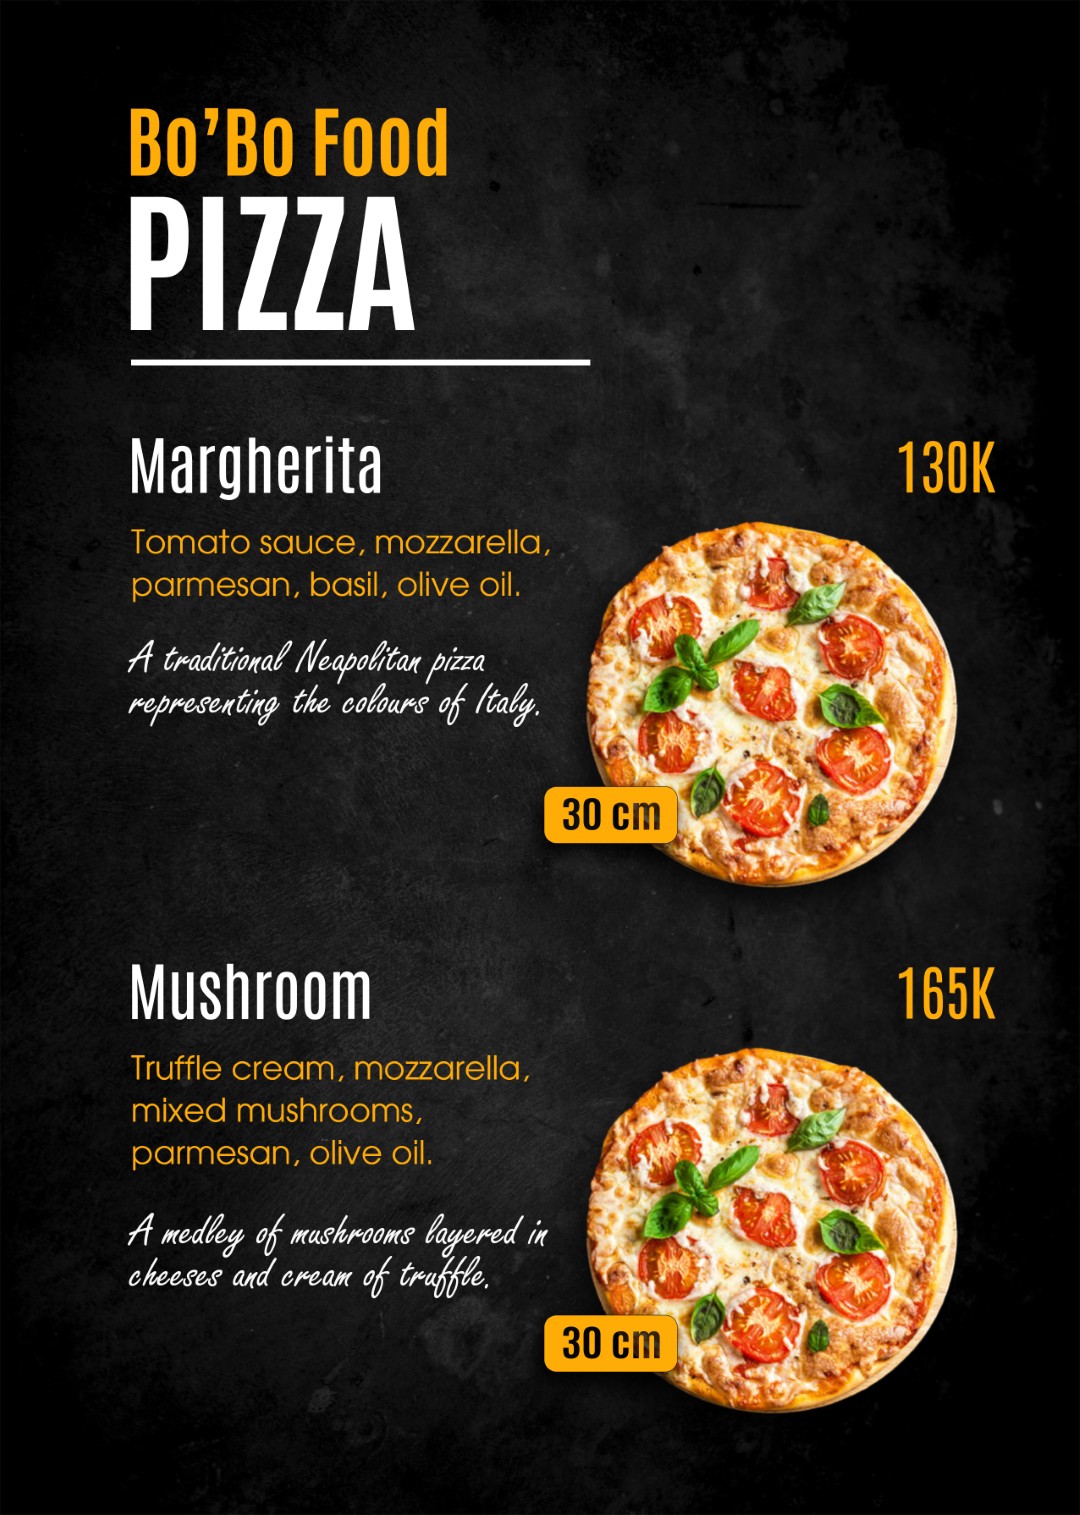 Bo’Bo Food
PIZZA
Margherita
130K
Tomato sauce, mozzarella,
parmesan, basil, olive oil.
A traditional Neapolitan pizza
representing the colours of Italy.
30 cm
Mushroom
165K
Truffle cream, mozzarella,
mixed mushrooms,
parmesan, olive oil.
A medley of mushrooms layered in
cheeses and cream of truffle.
30 cm